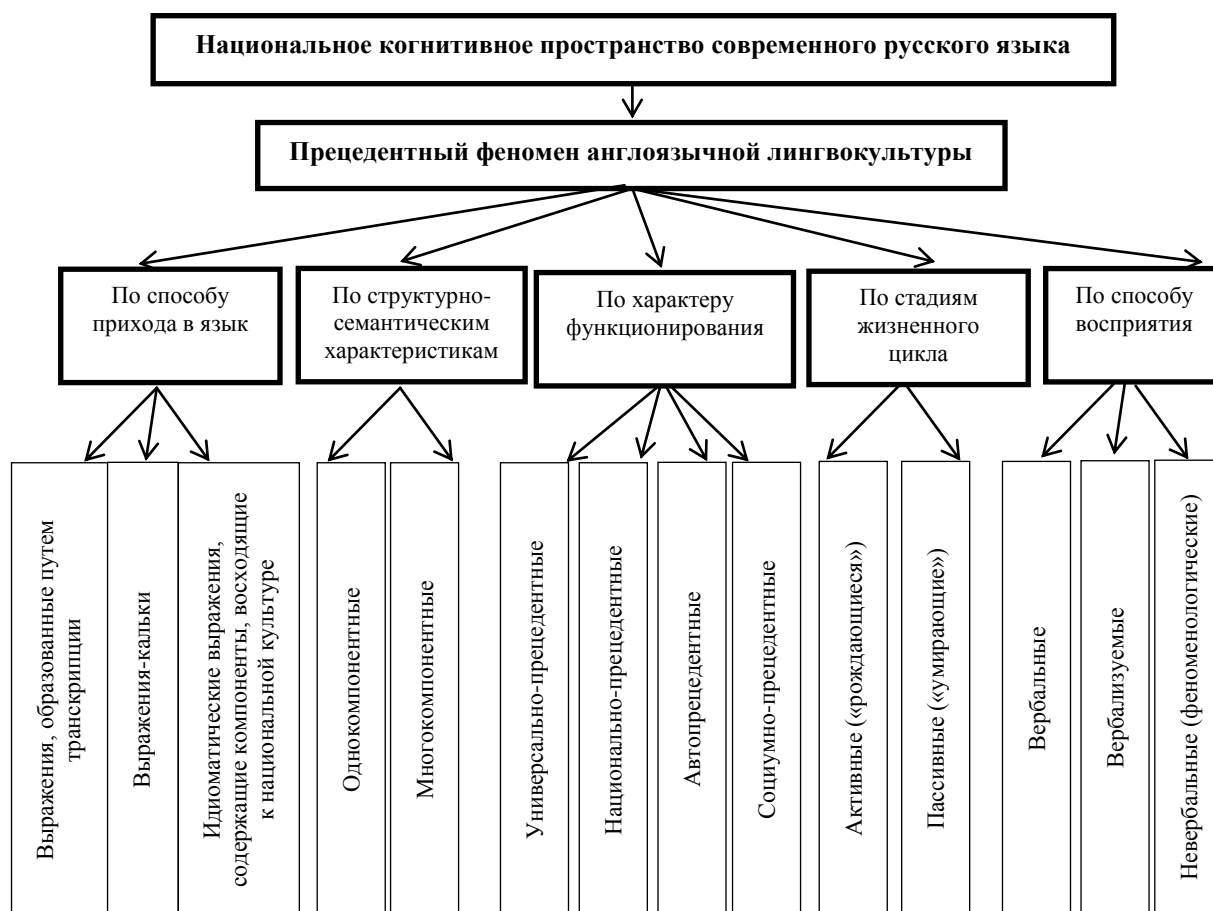 Национальное когнитивное пространство современного русского языка
Прецедентный феномен англоязычной лингвокультуры
По способу
прихода в язык
По структурно-
семантическим
характеристикам
По характеру
функционирования
По стадиям
жизненного
цикла
По способу
восприятия
Выражения, образованные путем
транскрипции
Выражения-кальки
Идиоматические выражения,
содержащие компоненты, восходящие
к национальной культуре
Однокомпонентные
Многокомпонентные
Универсально-прецедентные
Национально-прецедентные
Автопрецедентные
Социумно-прецедентные
Активные («рождающиеся»)
Пассивные («умирающие»)
Вербальные
Вербализуемые
Невербальные (феноменологические)